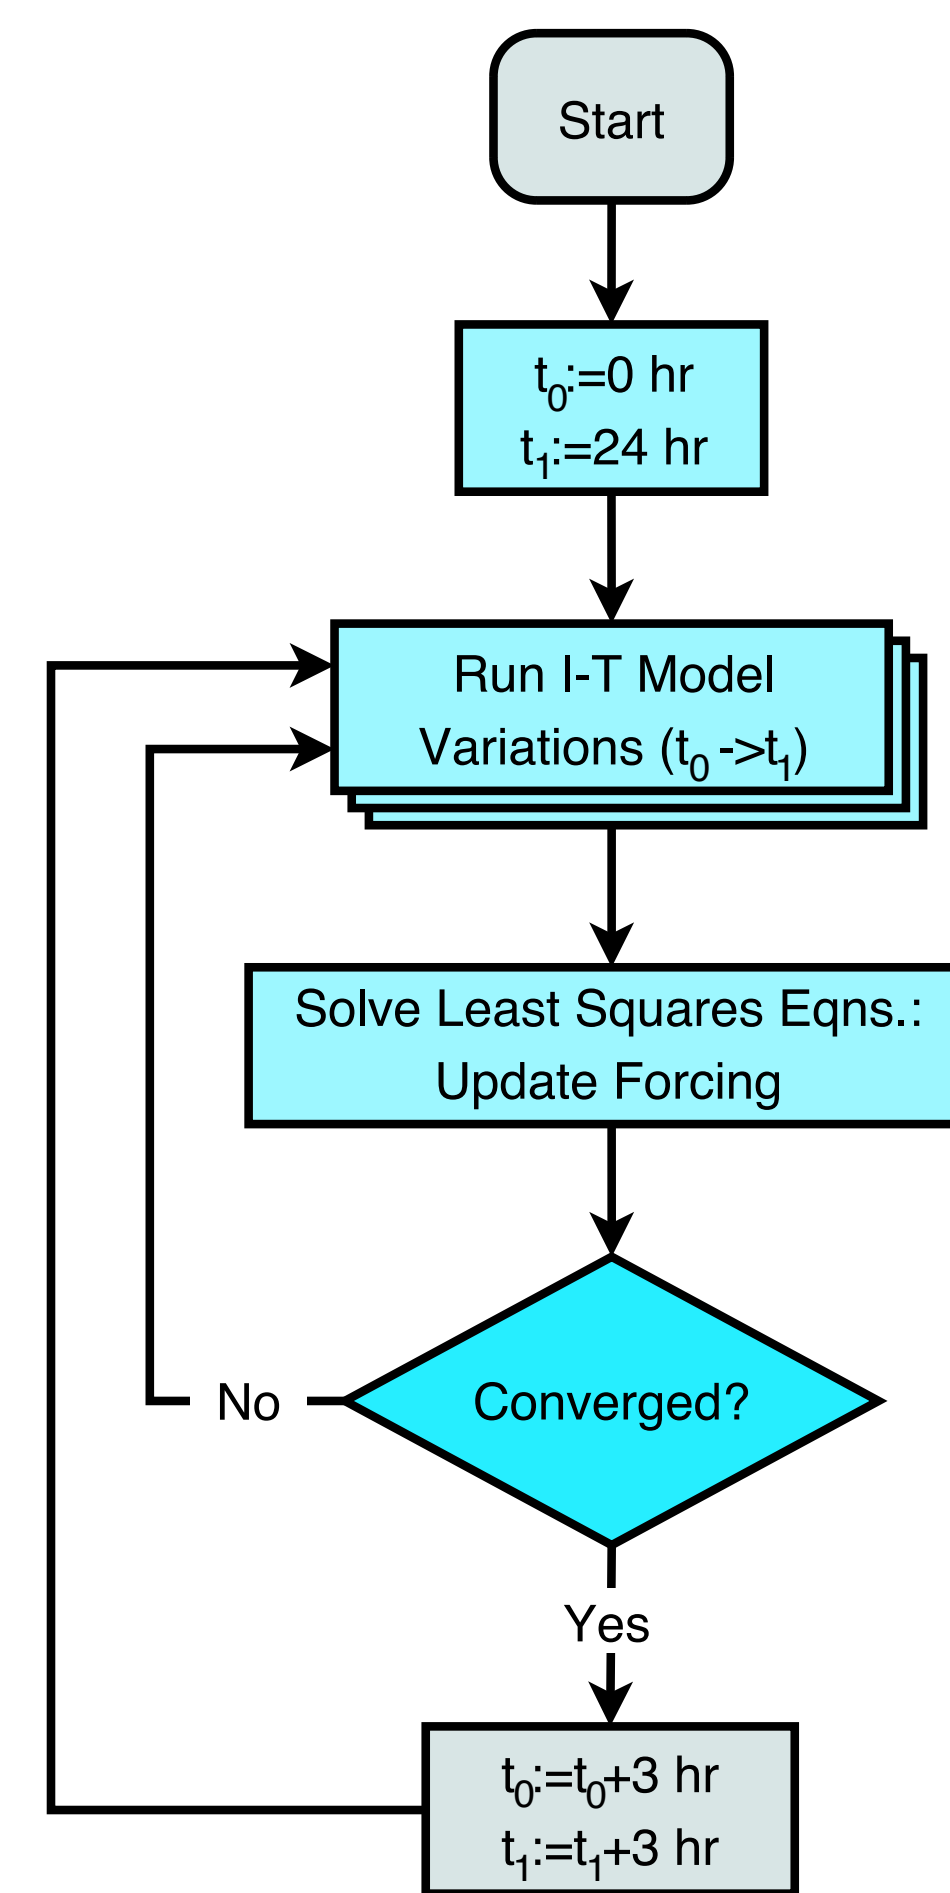 Start
t₀:=0 hr
t₁:=24 hr
Run I-T Model
Variations (t₀ ->t₁)
Solve Least Squares Eqns.:
Update Forcing
Converged?
No
Yes
t₀:=t₀+3 hr
t₁:=t₁+3 hr